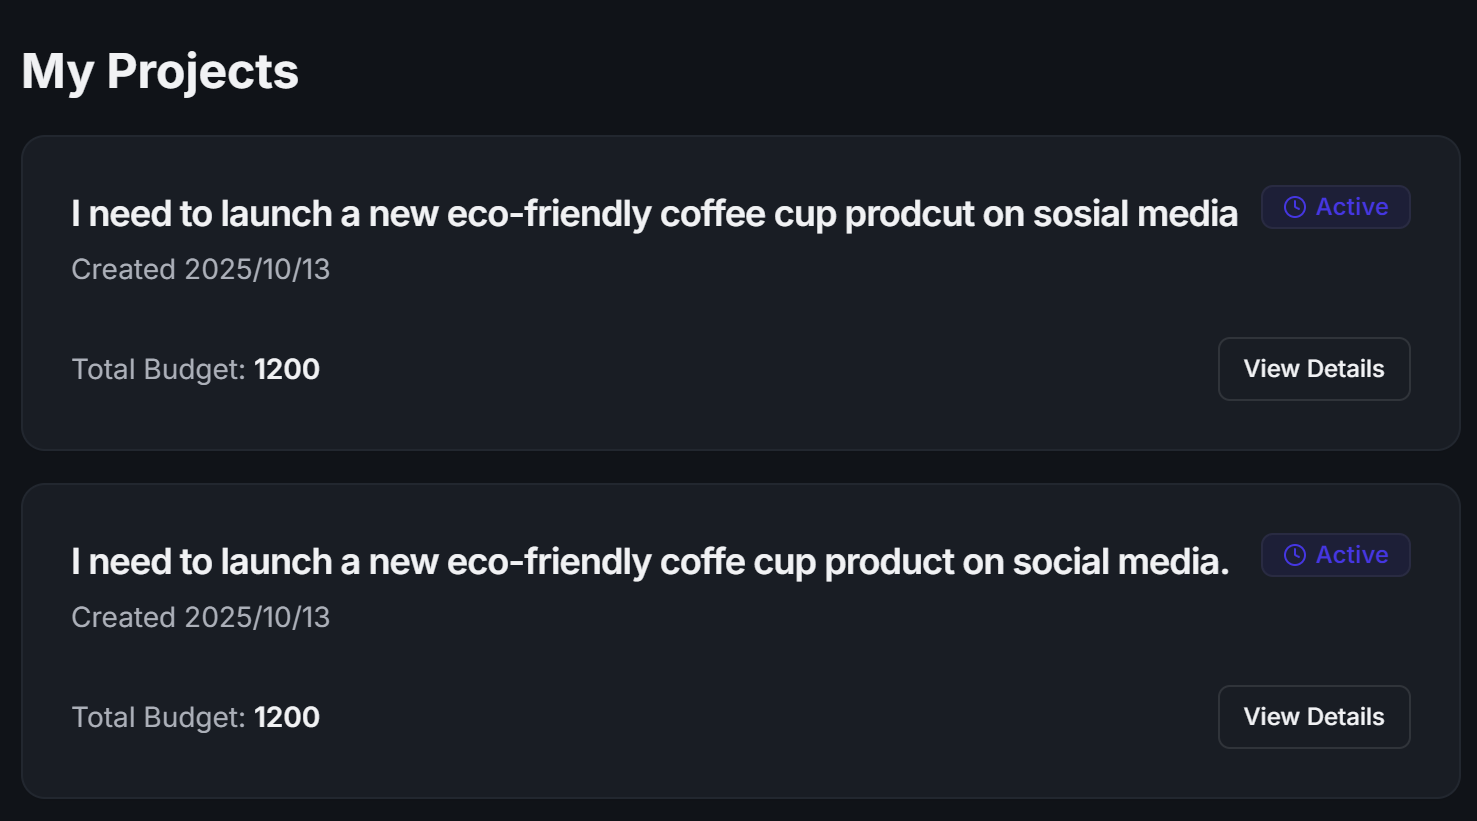 My Projects
I need to launch a new eco-friendly coffee cup prodcut on sosial media
Active
Created 2025/10/13
Total Budget: 1200
View Details
I need to launch a new eco-friendly coffe cup product on social media.
Active
Created 2025/10/13
Total Budget: 1200
View Details